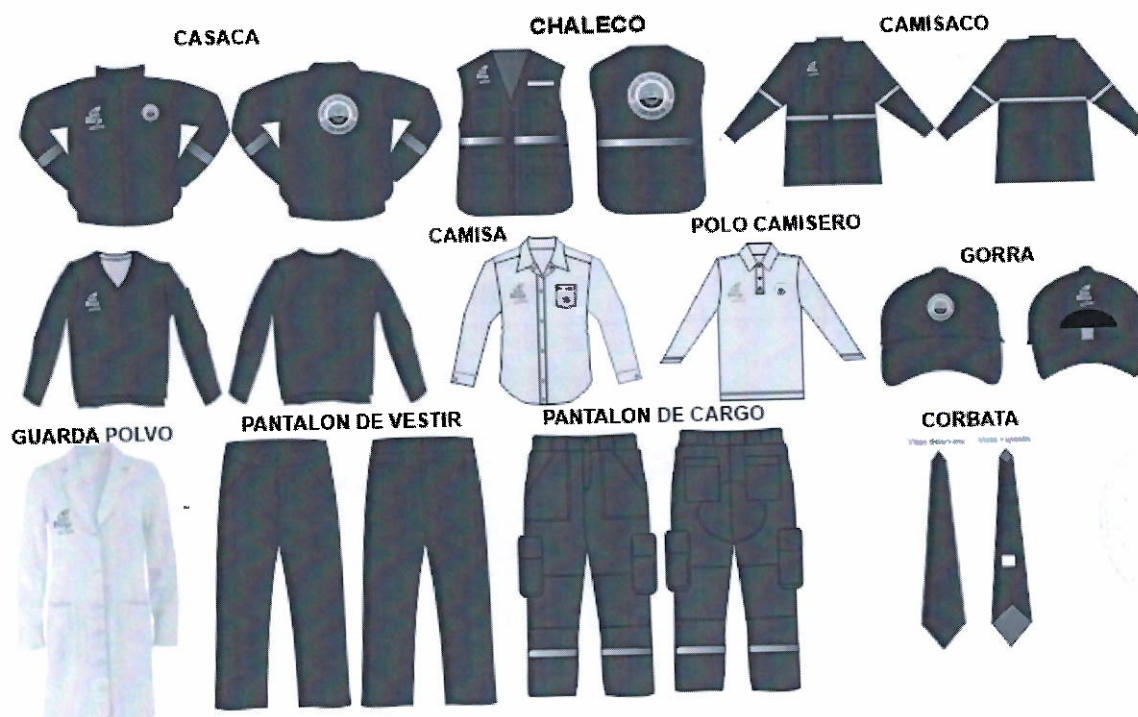 CASACA
CHALECO
CAMISACO
CAMISA
POLO CAMISERO
GORRA
GUARDA POLVO
PANTALON DE VESTIR
PANTALON DE CARGO
CORBATA